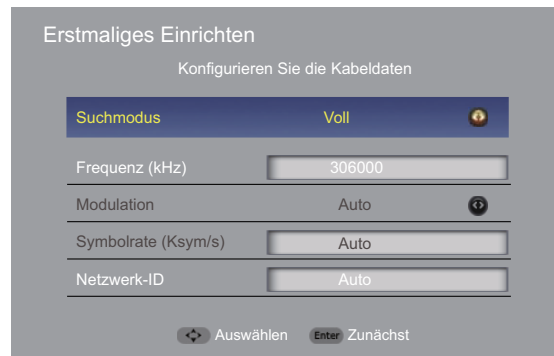 Erstmaliges Einrichten
Konfigurieren Sie die Kabeldaten
Suchmodus Voll
Frequenz (kHz) 306000
Modulation Auto
Symbolrate (Ksym/s) Auto
Netzwerk-ID Auto
Auswählen Enter Zunächst